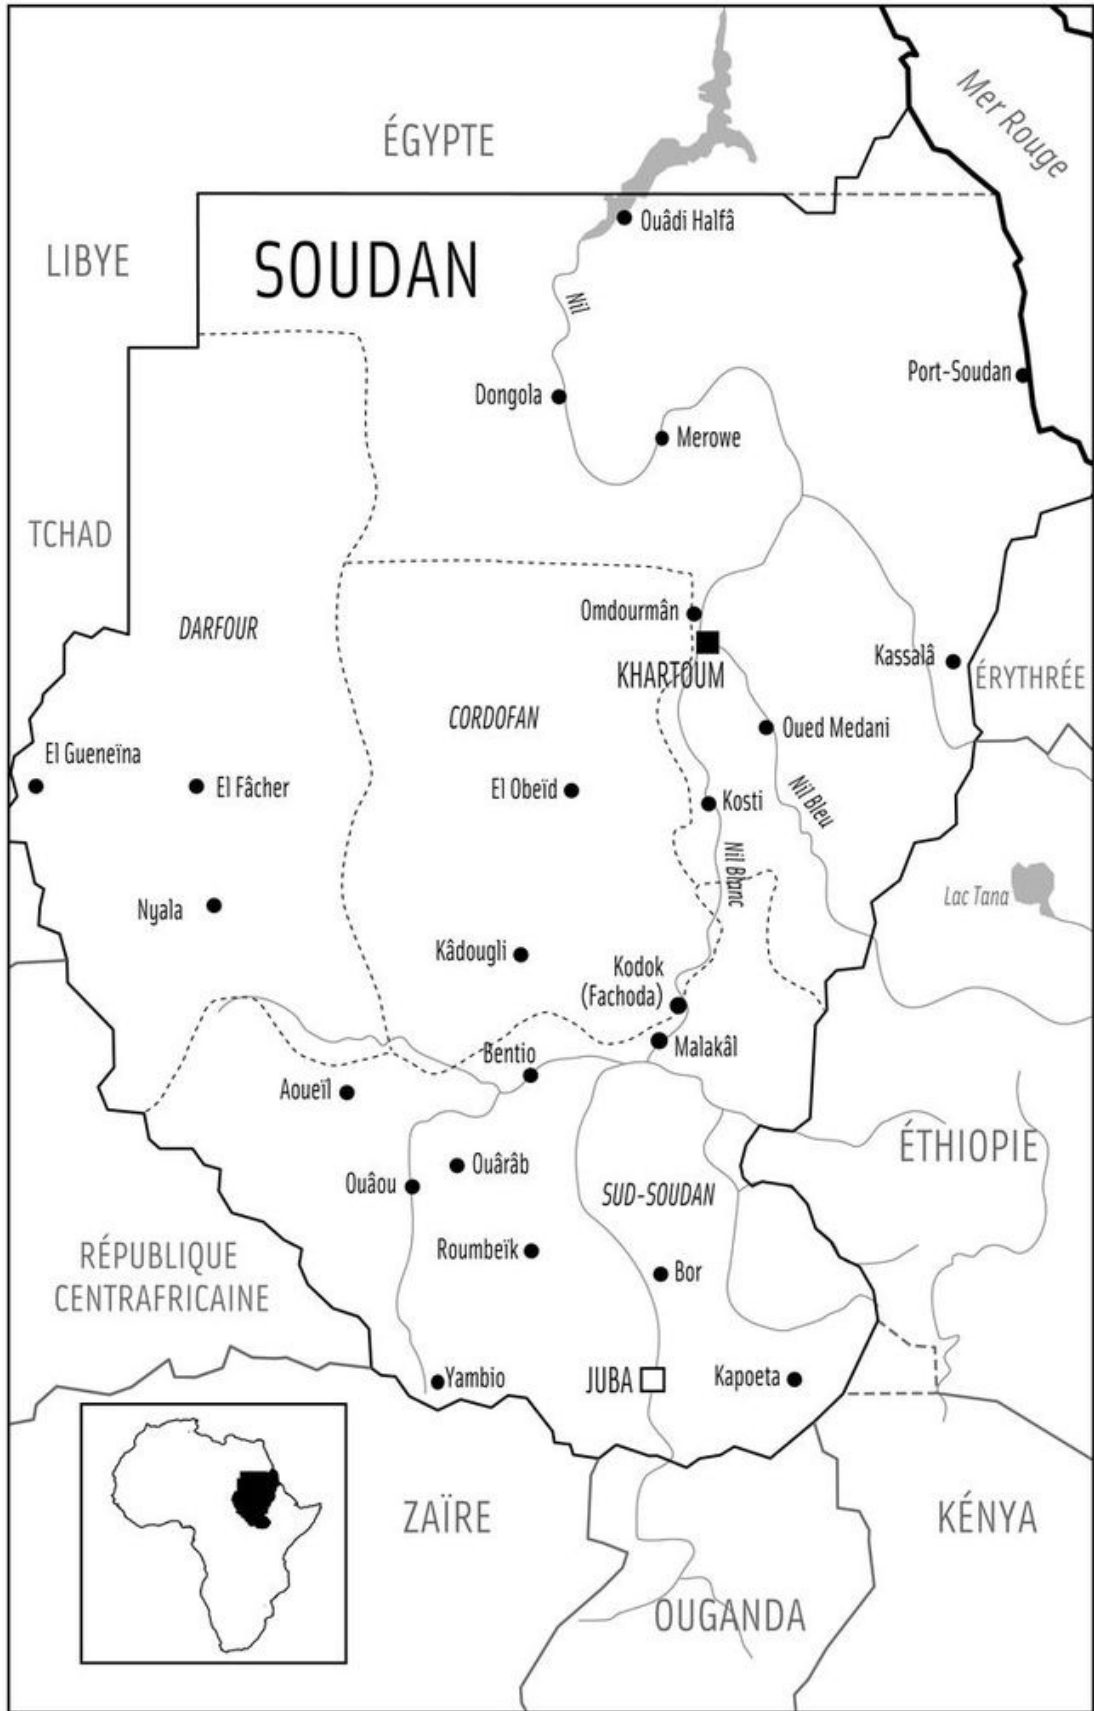 Mer Rouge
ÉGYPTE
Ouâdi Halfâ
LIBYE
SOUDAN
Nil
Port-Soudan
Dongola
Merowe
TCHAD
Omdourmân
DARFOUR
KHARTOUM
Kassalâ
ÉRYTHRÉE
CORDOFAN
Oued Medani
El Gueneïna
El Fâcher
El Obeïd
Kosti
Nil Bleu
Nil Blanc
Lac Tana
Nyala
Kâdougli
Kodok
(Fachoda)
Malakâl
Bentio
Aoueïl
ÉTHIOPIE
Ouârâb
Ouâou
SUD-SOUDAN
RÉPUBLIQUE
CENTRAFRICAINE
Roumbeïk
Bor
Yambio
JUBA
Kapoeta
ZAÏRE
KÉNYA
OUGANDA